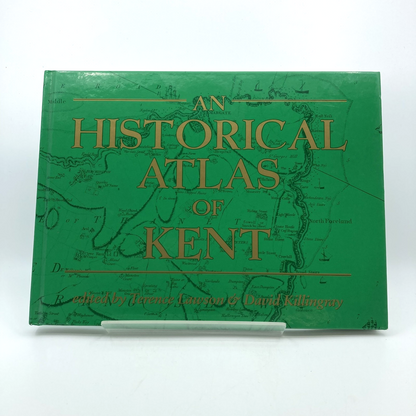 AN
HISTORICAL
ATLAS
OF
KENT
edited by Terence Lawson & David Killingray